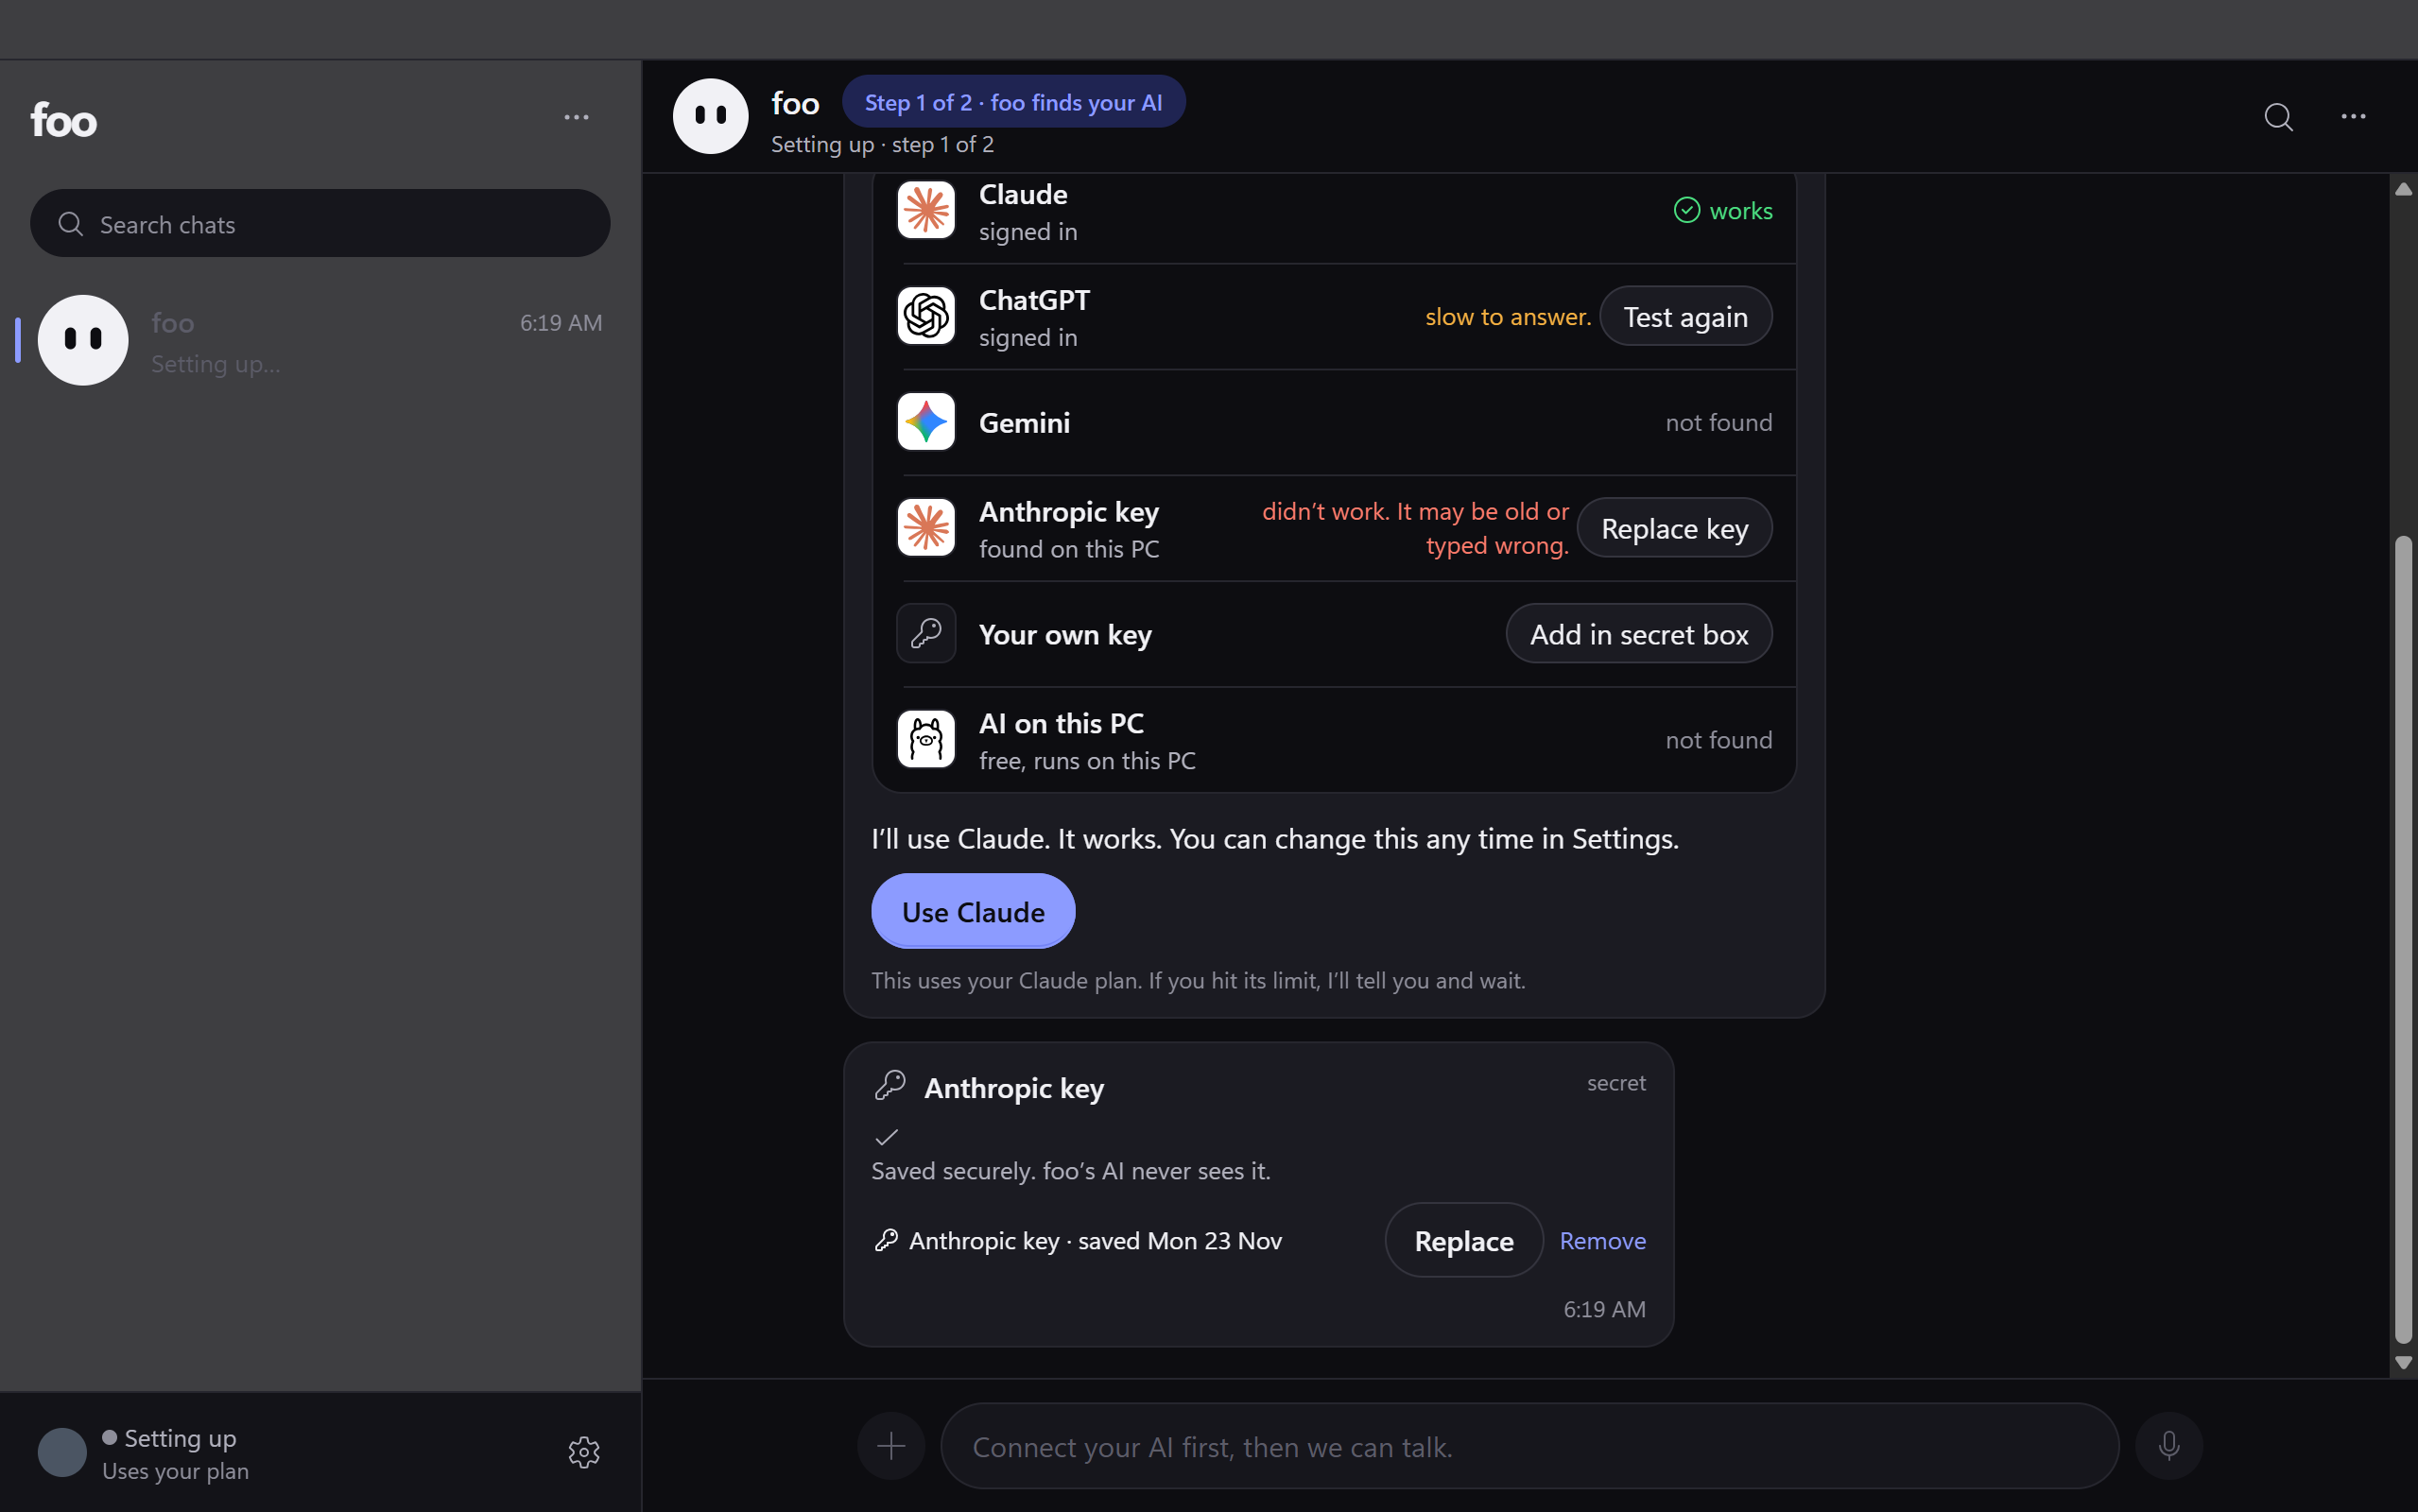 foo
Search chats
foo
6:19 AM
Setting up...
Setting up
Uses your plan
foo
Step 1 of 2 · foo finds your AI
Setting up · step 1 of 2
Claude
signed in
works
ChatGPT
signed in
slow to answer.
Test again
Gemini
not found
Anthropic key
found on this PC
didn’t work. It may be old or
typed wrong.
Replace key
Your own key
Add in secret box
AI on this PC
free, runs on this PC
not found
I’ll use Claude. It works. You can change this any time in Settings.
Use Claude
This uses your Claude plan. If you hit its limit, I’ll tell you and wait.
Anthropic key
secret
Saved securely. foo’s AI never sees it.
Anthropic key · saved Mon 23 Nov
Replace
Remove
6:19 AM
Connect your AI first, then we can talk.